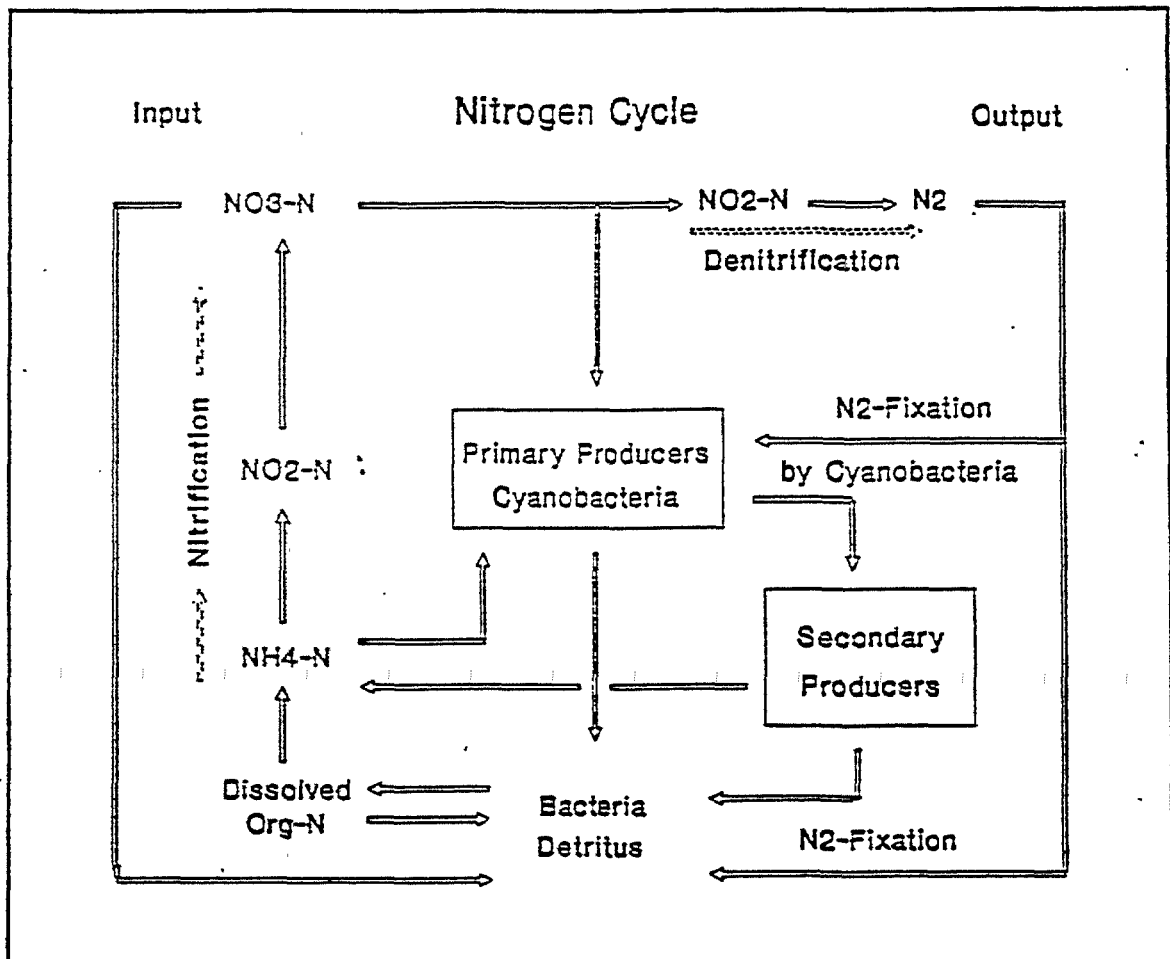 Input
Nitrogen Cycle
Output
NO3-N
NO2-N
N2
Denitrification
Nitrification
N2-Fixation
by Cyanobacteria
Primary Producers
Cyanobacteria
NO2-N
NH4-N
Secondary
Producers
Dissolved
Org-N
Bacteria
Detritus
N2-Fixation